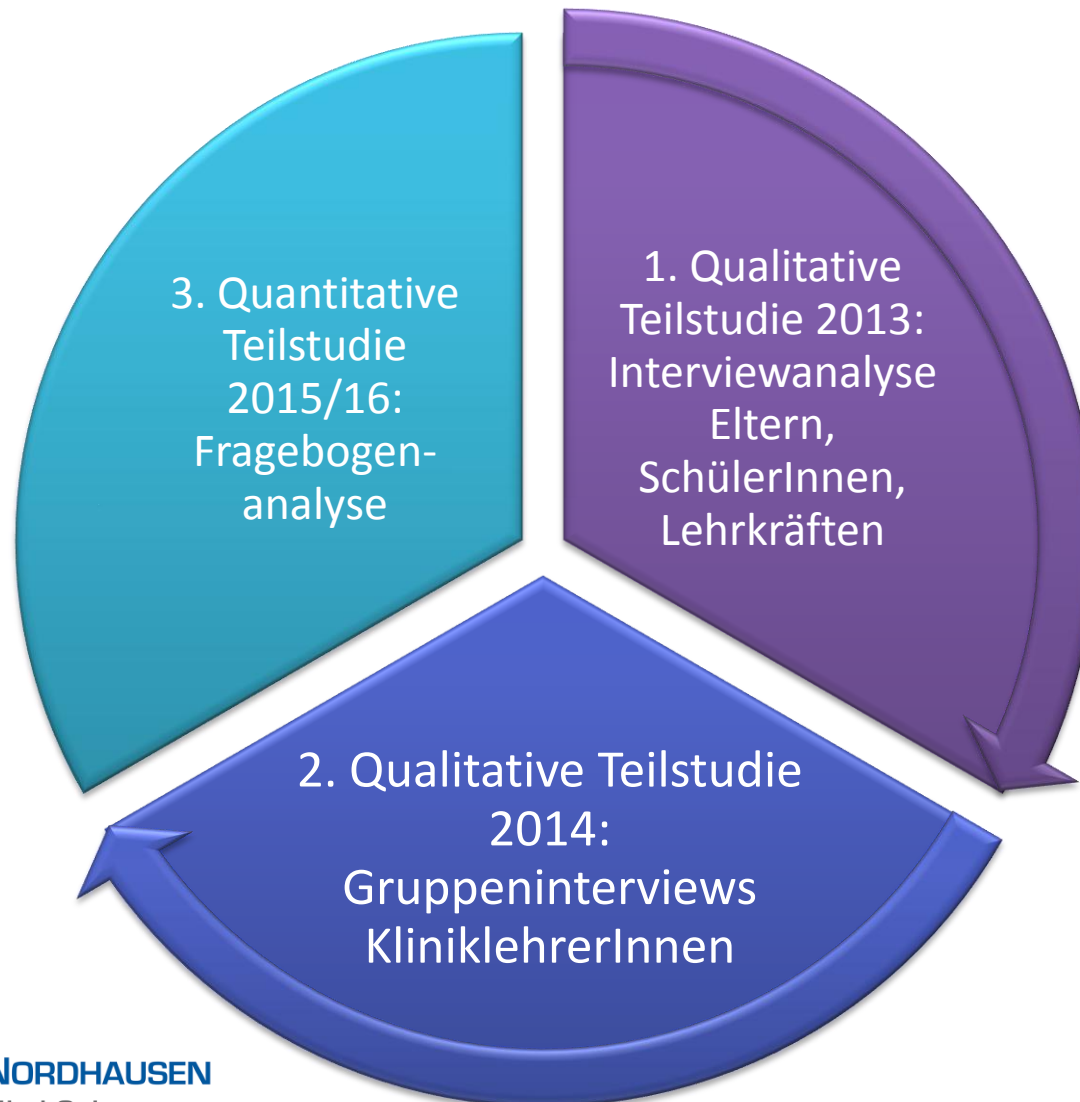 1. Qualitative
Teilstudie 2013:
Interviewanalyse
Eltern,
SchülerInnen,
Lehrkräften
2. Qualitative Teilstudie
2014:
Gruppeninterviews
KliniklehrerInnen
3. Quantitative
Teilstudie
2015/16:
Fragebogen-
analyse
NORDHAUSEN